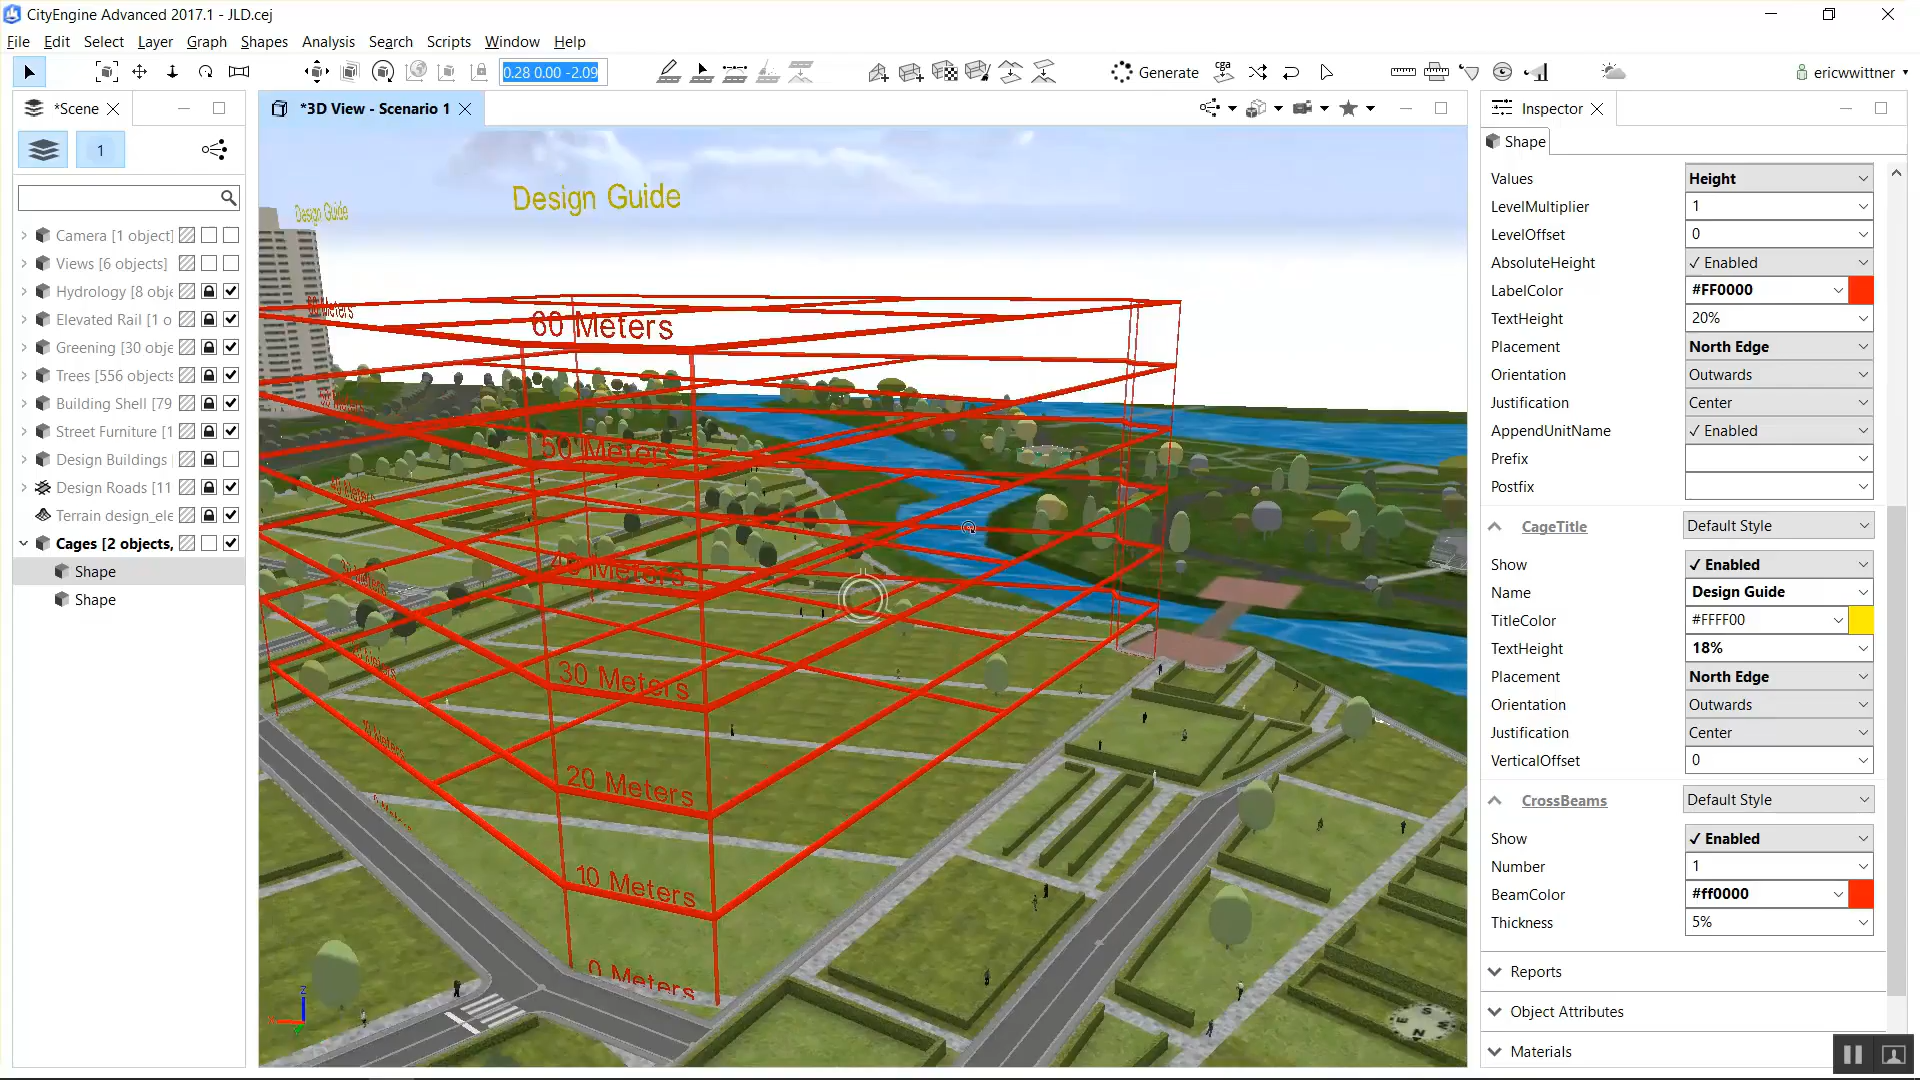 CityEngine Advanced 2017.1 - JLD.cej
File Edit Select Layer Graph Shapes Analysis Search Scripts Window Help
0.28 0.00 -2.09
Generate
cga
ericwwittner
*Scene
*3D View - Scenario 1
Inspector
1
Shape
Camera [1 object]
Views [6 objects]
Hydrology [8 obje
Elevated Rail [1 o
Greening [30 obje
Trees [556 objects
Building Shell [79
Street Furniture [1
Design Buildings
Design Roads [11
Terrain design_ele
Cages [2 objects,
Shape
Shape
Design Guide
Design Guide
60 Meters
50 Meters
40 Meters
30 Meters
20 Meters
10 Meters
0 Meters
Values Height
LevelMultiplier 1
LevelOffset 0
AbsoluteHeight ✓ Enabled
LabelColor #FF0000
TextHeight 20%
Placement North Edge
Orientation Outwards
Justification Center
AppendUnitName ✓ Enabled
Prefix
Postfix
CageTitle Default Style
Show ✓ Enabled
Name Design Guide
TitleColor #FFFF00
TextHeight 18%
Placement North Edge
Orientation Outwards
Justification Center
VerticalOffset 0
CrossBeams Default Style
Show ✓ Enabled
Number 1
BeamColor #ff0000
Thickness 5%
Reports
Object Attributes
Materials